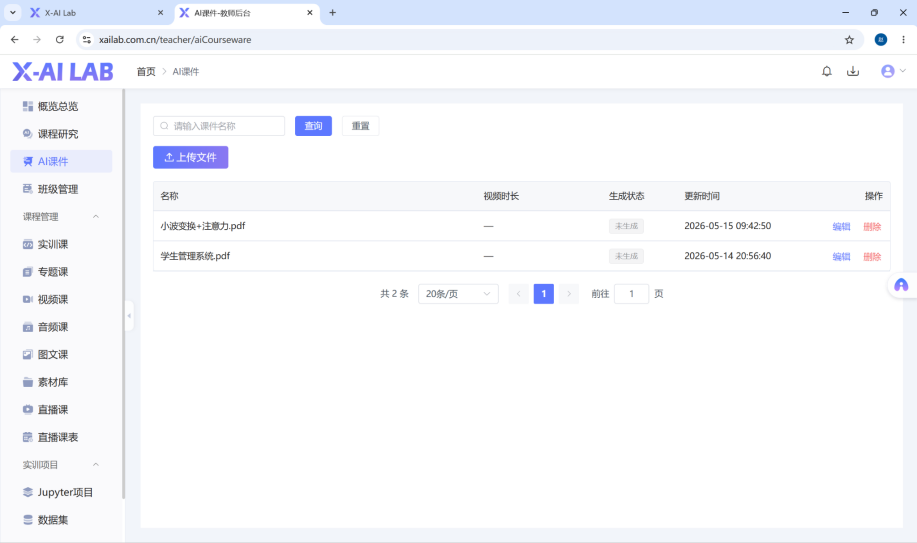 X-AI Lab
AI课件-教师后台
xailab.com.cn/teacher/aiCourseware
X-AI LAB
首页 > AI课件
概览总览
课程研究
AI课件
班级管理
课程管理
实训课
专题课
视频课
音频课
图文课
素材库
直播课
直播课表
实训项目
Jupyter项目
数据集
请输入课件名称 查询 重置
上传文件
名称 视频时长 生成状态 更新时间 操作
小波变换+注意力.pdf — 未生成 2026-05-15 09:42:50 编辑 删除
学生管理系统.pdf — 未生成 2026-05-14 20:56:40 编辑 删除
共 2 条 20条/页 < 1 > 前往 1 页